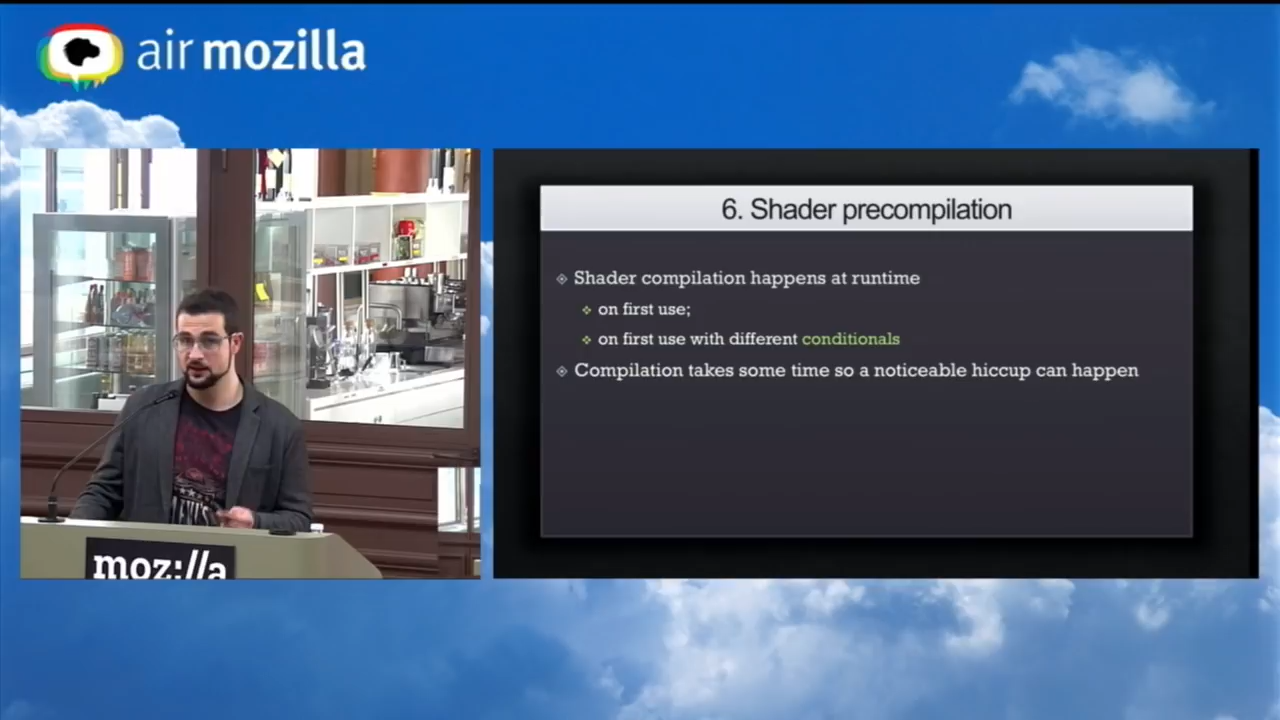 air mozilla
6. Shader precompilation
Shader compilation happens at runtime
on first use;
on first use with different conditionals
Compilation takes some time so a noticeable hiccup can happen
moz://a